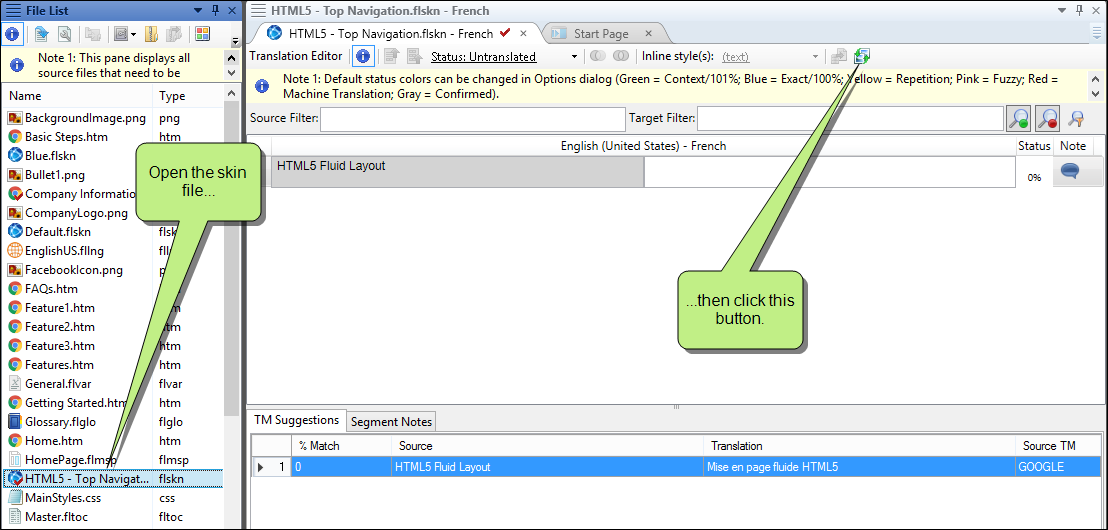 File List
Note 1: This pane displays all
source files that need to be
Name Type
BackgroundImage.png png
Basic Steps.htm htm
Blue.flskn flskn
Bullet1.png png
Company Information
CompanyLogo.png png
Default.flskn flskn
EnglishUS.fllng
FacebookIcon.png
FAQs.htm htm
Feature1.htm htm
Feature2.htm htm
Feature3.htm htm
Features.htm htm
General.flvar flvar
Getting Started.htm htm
Glossary.flglo flglo
Home.htm htm
HomePage.flmsp flmsp
HTML5 - Top Navigat... flskn
MainStyles.css css
Master.fltoc fltoc
Open the skin
file...
HTML5 - Top Navigation.flskn - French
HTML5 - Top Navigation.flskn - French
Start Page
Translation Editor Status: Untranslated Inline style(s): (text)
Note 1: Default status colors can be changed in Options dialog (Green = Context/101%; Blue = Exact/100%; Yellow = Repetition; Pink = Fuzzy; Red =
Machine Translation; Gray = Confirmed).
Source Filter: Target Filter:
English (United States) - French Status Note
HTML5 Fluid Layout 0%
...then click this
button.
TM Suggestions Segment Notes
% Match Source Translation Source TM
1 0 HTML5 Fluid Layout Mise en page fluide HTML5 GOOGLE